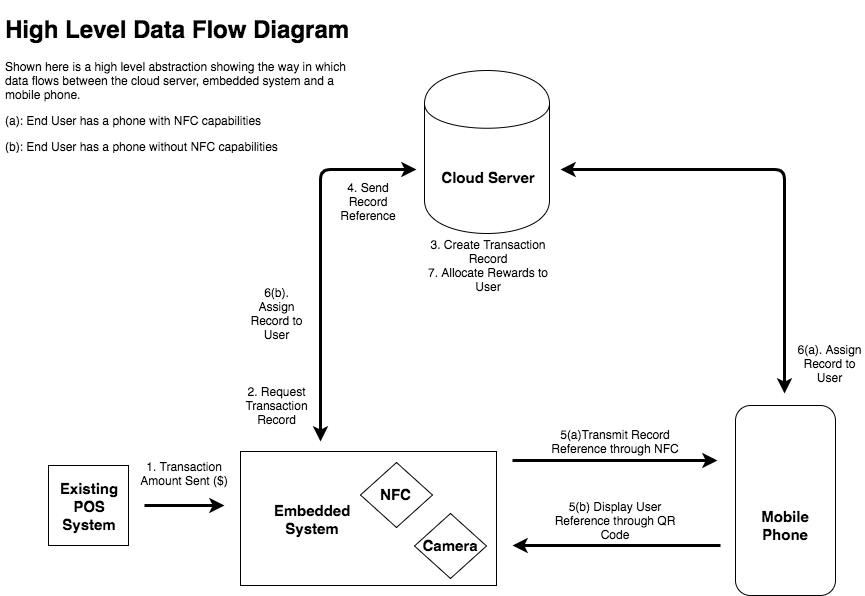 High Level Data Flow Diagram
Shown here is a high level abstraction showing the way in which
data flows between the cloud server, embedded system and a
mobile phone.
(a): End User has a phone with NFC capabilities
(b): End User has a phone without NFC capabilities
Cloud Server
4. Send
Record
Reference
3. Create Transaction
Record
7. Allocate Rewards to
User
6(b).
Assign
Record to
User
6(a). Assign
Record to
User
2. Request
Transaction
Record
5(a)Transmit Record
Reference through NFC
1. Transaction
Amount Sent ($)
Existing
POS
System
Embedded
System
NFC
Camera
5(b) Display User
Reference through QR
Code
Mobile
Phone